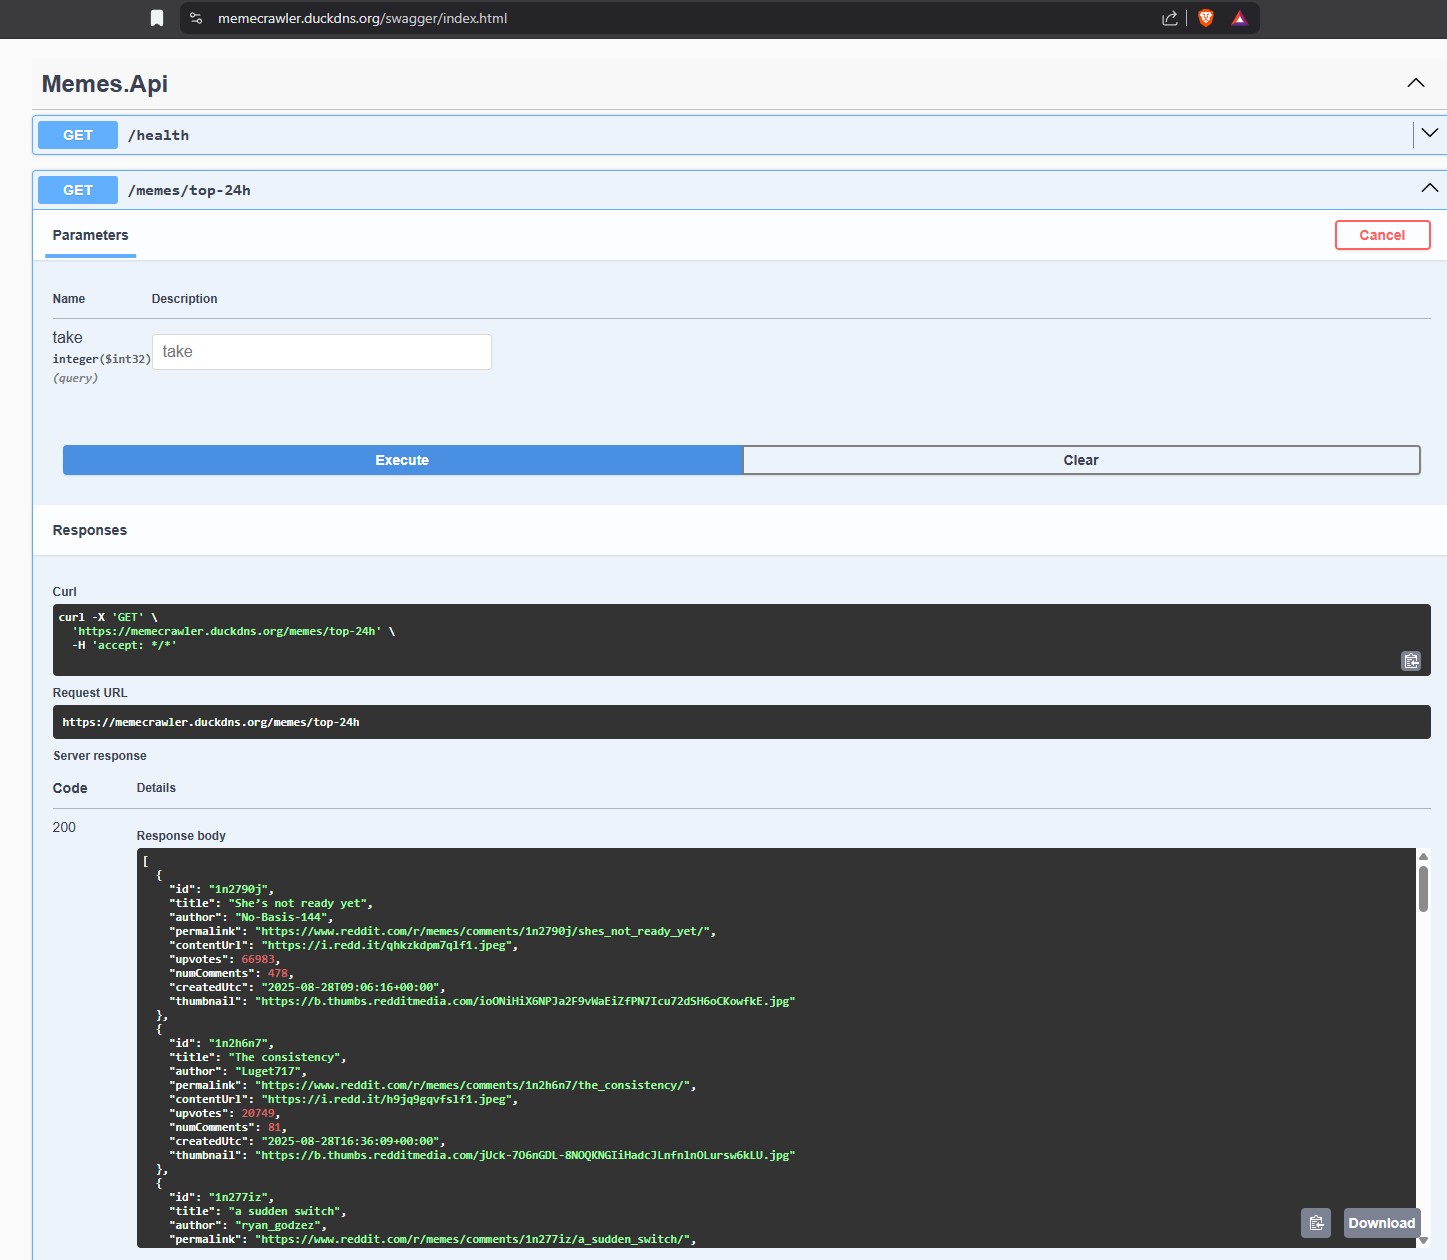 memecrawler.duckdns.org/swagger/index.html
Memes.Api
GET /health
GET /memes/top-24h
Parameters
Cancel
Name Description
take
integer($int32)
(query)
take
Execute Clear
Responses
Curl
curl -X 'GET' \
'https://memecrawler.duckdns.org/memes/top-24h' \
-H 'accept: */*'
Request URL
https://memecrawler.duckdns.org/memes/top-24h
Server response
Code Details
200
Response body
[
{
"id": "1n2790j",
"title": "She’s not ready yet",
"author": "No-Basis-144",
"permalink": "https://www.reddit.com/r/memes/comments/1n2790j/shes_not_ready_yet/",
"contentUrl": "https://i.redd.it/qhkzkdpm7qlf1.jpeg",
"upvotes": 66983,
"numComments": 478,
"createdUtc": "2025-08-28T09:06:16+00:00",
"thumbnail": "https://b.thumbs.redditmedia.com/ioONiHiX6NPJa2F9vWaEiZfPN7Icu72dSH6oCKowfkE.jpg"
},
{
"id": "1n2h6n7",
"title": "The consistency",
"author": "Luget717",
"permalink": "https://www.reddit.com/r/memes/comments/1n2h6n7/the_consistency/",
"contentUrl": "https://i.redd.it/h9jq9gqvfslf1.jpeg",
"upvotes": 20749,
"numComments": 81,
"createdUtc": "2025-08-28T16:36:09+00:00",
"thumbnail": "https://b.thumbs.redditmedia.com/jUck-7O6nGDL-8NOQKNGIiHadcJLnfnlnOLursw6kLU.jpg"
},
{
"id": "1n277iz",
"title": "a sudden switch",
"author": "ryan_godzez",
"permalink": "https://www.reddit.com/r/memes/comments/1n277iz/a_sudden_switch/",
Download